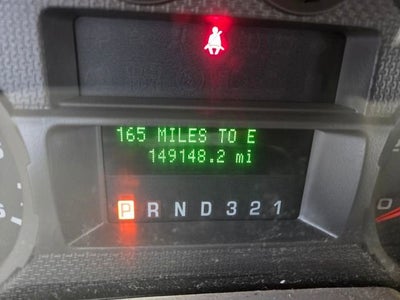 165 MILES TO E
149148.2 mi
P R N D 3 2 1